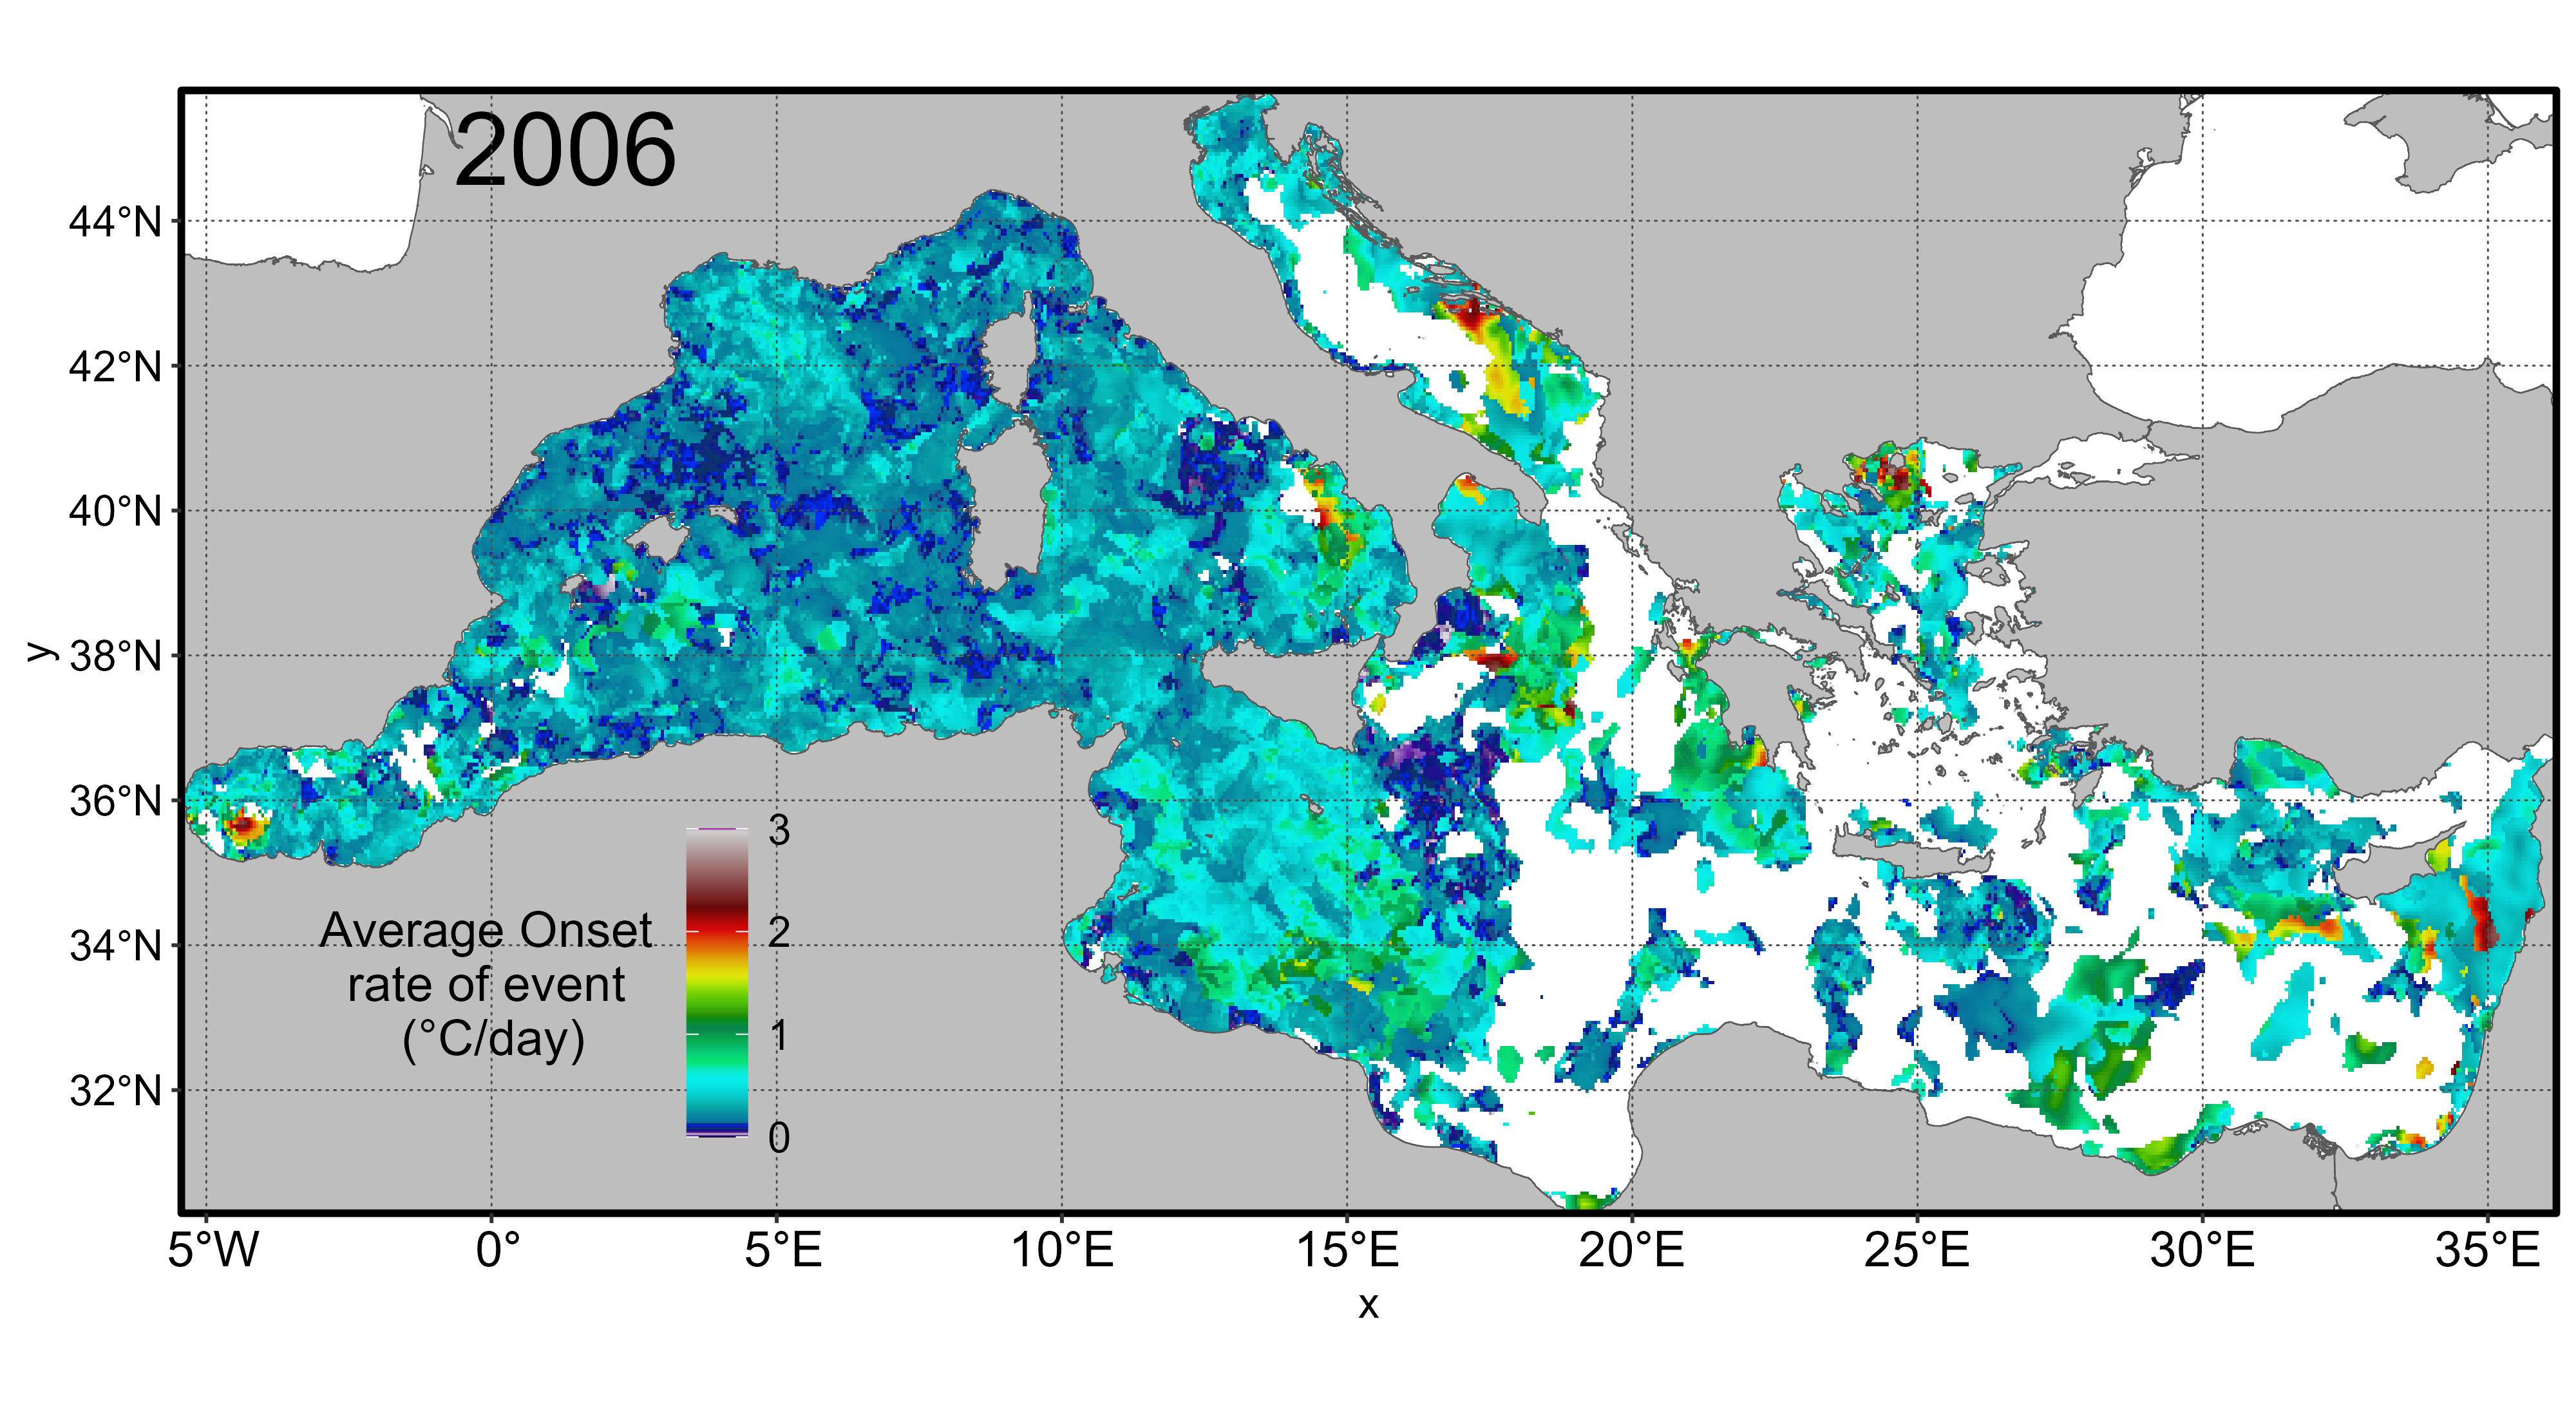 2006
44°N
42°N
40°N
38°N
36°N
34°N
32°N
y
Average Onset
rate of event
(°C/day)
3
2
1
0
5°W 0° 5°E 10°E 15°E 20°E 25°E 30°E 35°E
x